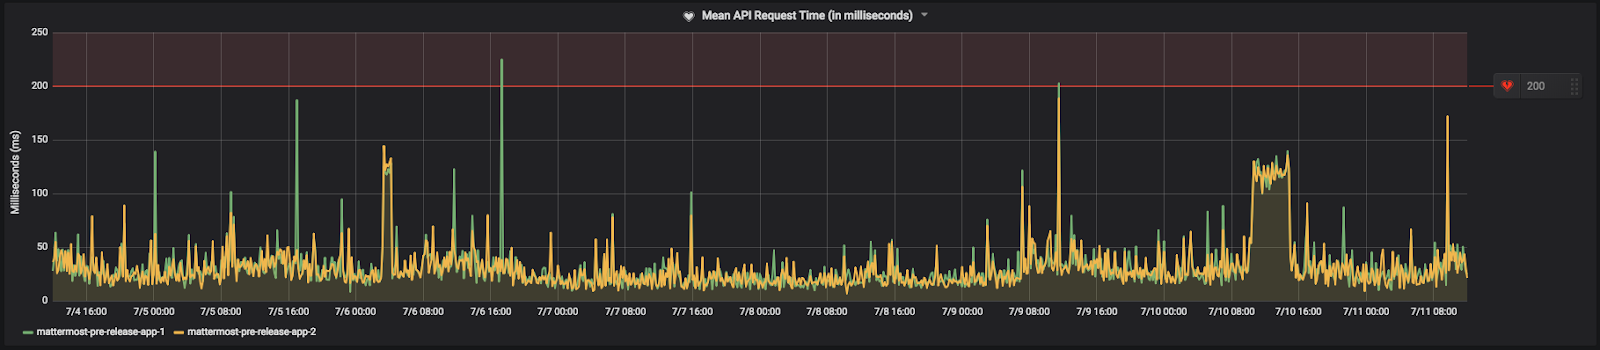 Mean API Request Time (in milliseconds)
250
200
150
100
50
0
Milliseconds (ms)
200
7/4 16:00 7/5 00:00 7/5 08:00 7/5 16:00 7/6 00:00 7/6 08:00 7/6 16:00 7/7 00:00 7/7 08:00 7/7 16:00 7/8 00:00 7/8 08:00 7/8 16:00 7/9 00:00 7/9 08:00 7/9 16:00 7/10 00:00 7/10 08:00 7/10 16:00 7/11 00:00 7/11 08:00
mattermost-pre-release-app-1 mattermost-pre-release-app-2